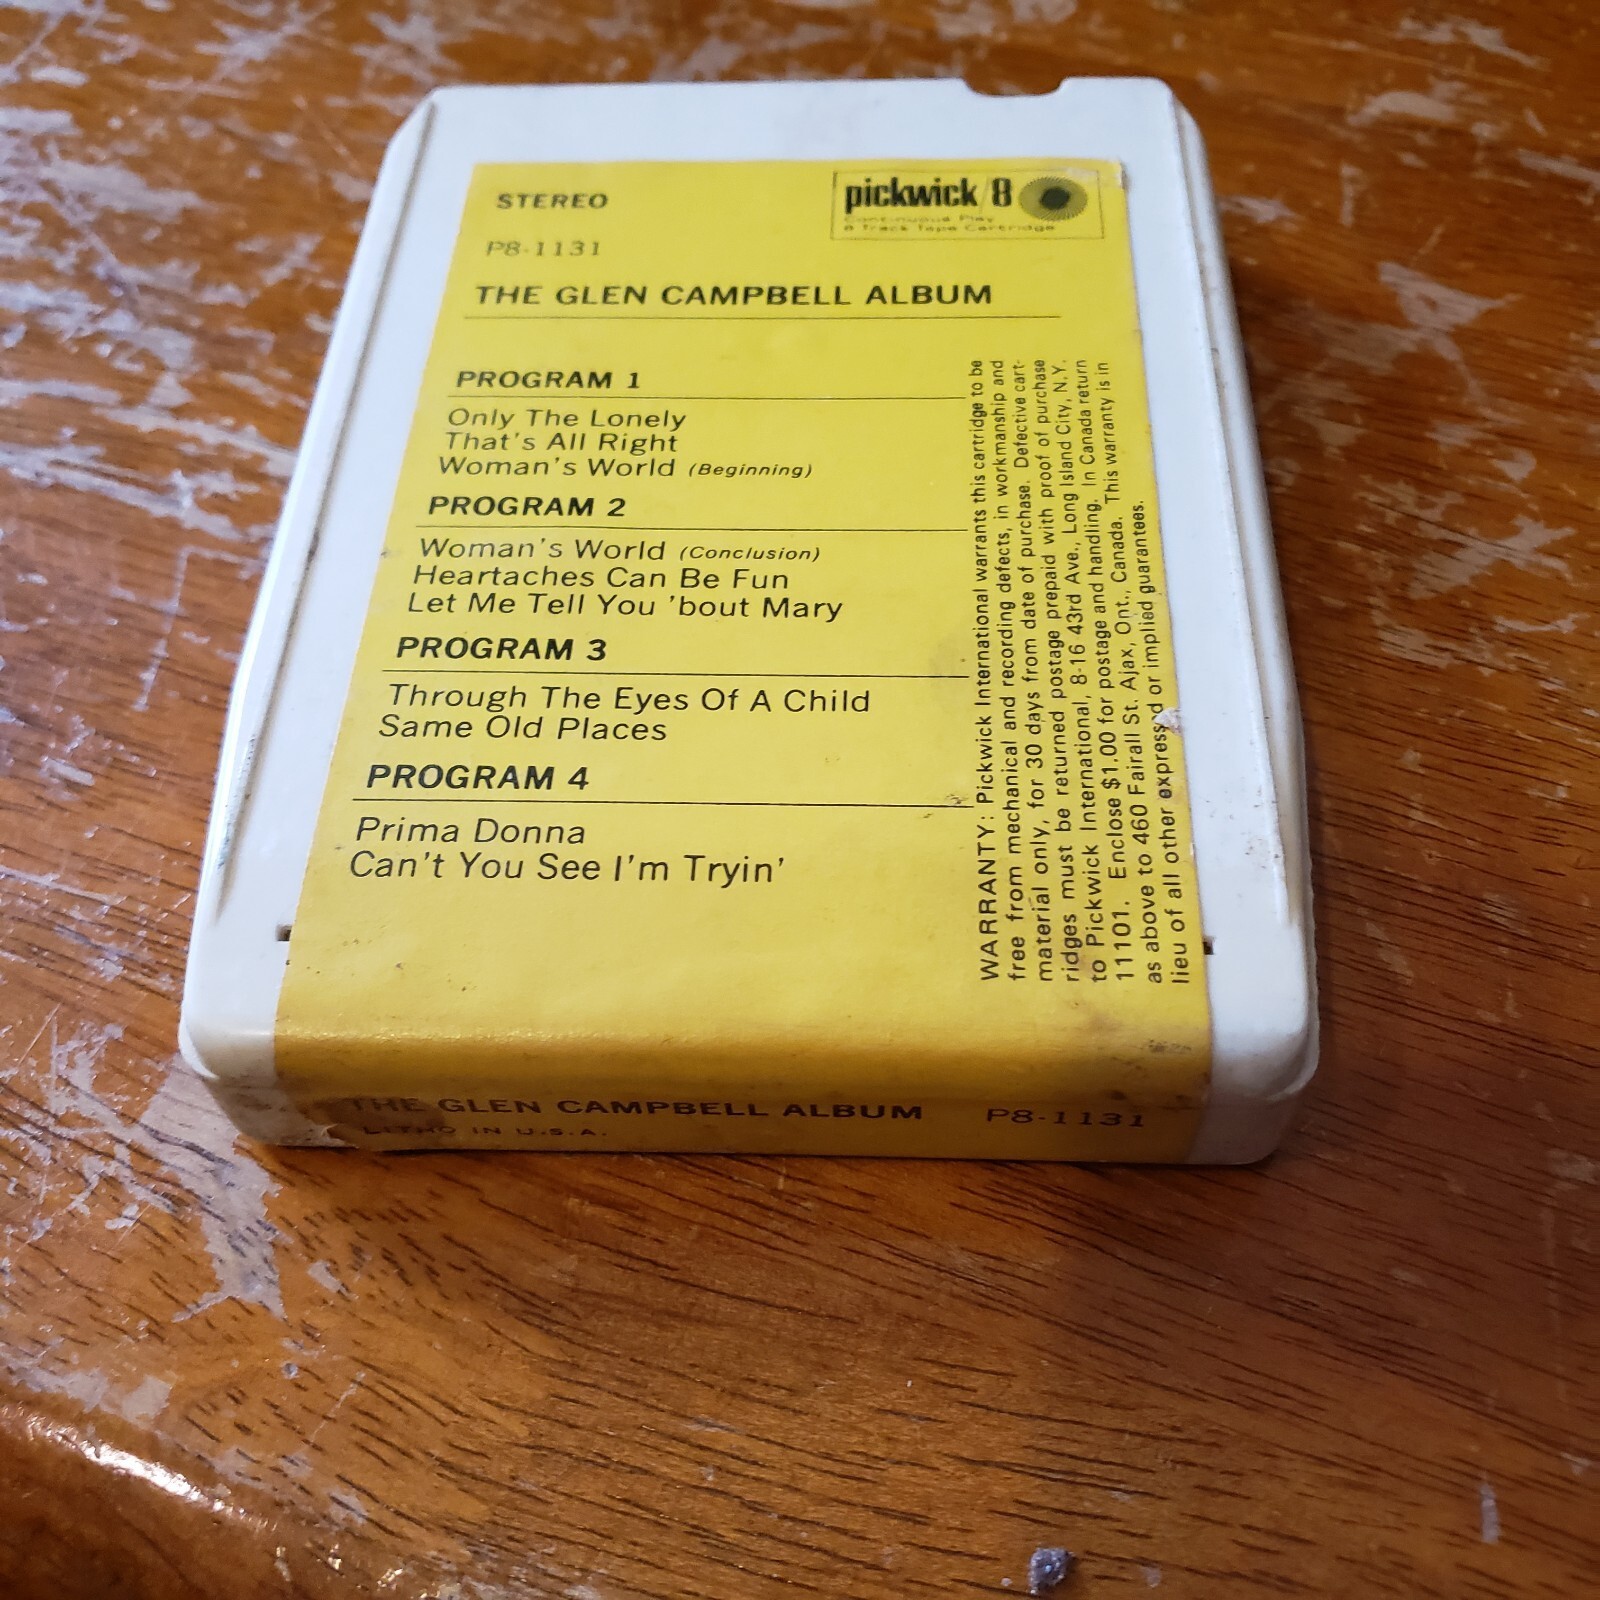 STEREO
pickwick/8
Continuous Play
8 Track Tape Cartridge
P8-1131
THE GLEN CAMPBELL ALBUM
PROGRAM 1
Only The Lonely
That's All Right
Woman's World (Beginning)
PROGRAM 2
Woman's World (Conclusion)
Heartaches Can Be Fun
Let Me Tell You 'bout Mary
PROGRAM 3
Through The Eyes Of A Child
Same Old Places
PROGRAM 4
Prima Donna
Can't You See I'm Tryin'
WARRANTY: Pickwick International warrants this cartridge to be
free from mechanical and recording defects, in workmanship and
material only, for 30 days from date of purchase. Defective cart-
ridges must be returned postage prepaid with proof of purchase
to Pickwick International, 8-16 43rd Ave., Long Island City, N.Y.
11101. Enclose $1.00 for postage and handling. In Canada return
as above to 460 Fairall St. Ajax, Ont., Canada. This warranty is in
lieu of all other expressed or implied guarantees.
THE GLEN CAMPBELL ALBUM P8-1131
LITHO IN U.S.A.